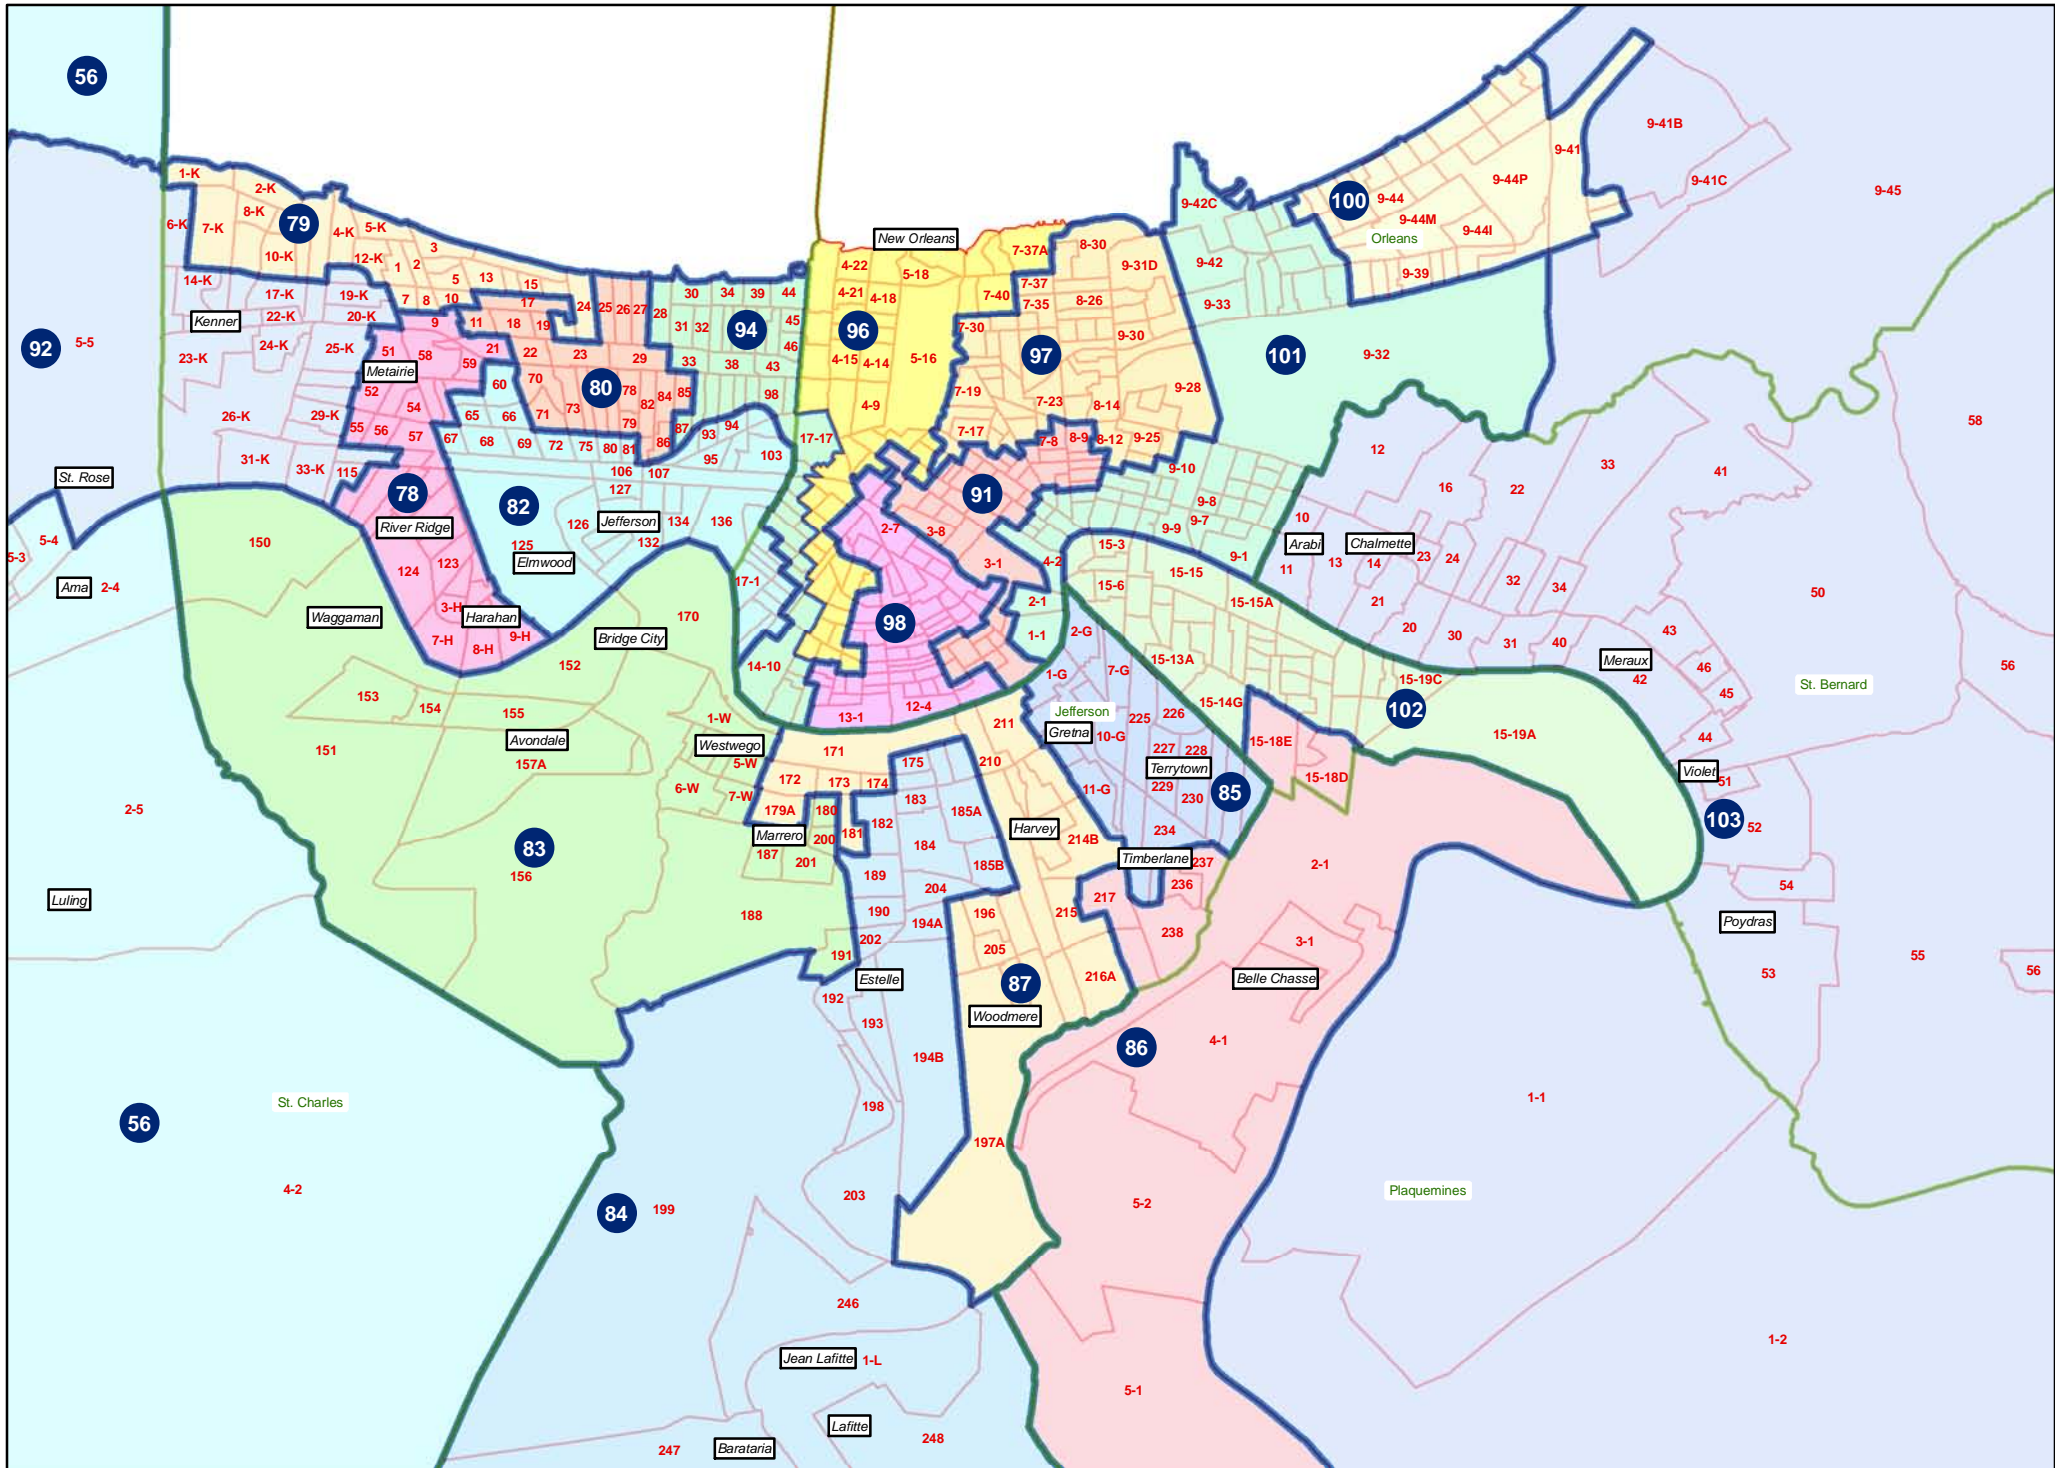 56
9-41B
9-41
1-K
2-K
9-41C
9-44P
9-45
8-K
100
9-44
9-42C
6-K
7-K
79
4-K
5-K
9-44M
9-44I
Orleans
New Orleans
3
10-K
12-K
1
2
4-22
5-18
7-37A
8-30
9-31D
9-42
9-39
14-K
5
13
15
17-K
19-K
7
8
10
17
24
25
26
27
28
30
34
39
44
4-21
4-18
7-40
7-37
7-35
8-26
9-33
Kenner
22-K
20-K
9
11
18
19
31
32
94
45
96
7-30
9-30
92
5-5
23-K
24-K
25-K
51
58
21
22
23
29
33
38
43
46
4-15
4-14
5-16
97
101
9-32
Metairie
59
60
70
80
78
84
85
98
52
54
73
82
7-19
9-28
26-K
29-K
65
66
71
79
87
94
4-9
7-23
8-14
58
55
56
57
67
68
69
72
75
80
81
86
93
95
103
17-17
7-17
7-8
8-9
8-12
9-25
12
33
41
31-K
33-K
115
106
107
9-10
St. Rose
78
82
127
91
9-8
16
22
River Ridge
126
Jefferson
134
136
2-7
3-8
9-9
9-7
10
5-4
5-3
150
125
Elmwood
132
15-3
9-1
Arabi
Chalmette
23
24
Ama
2-4
124
123
17-1
3-1
4-2
15-6
15-15
11
13
14
32
34
50
3-H
Harahan
Waggaman
170
98
2-1
15-15A
21
7-H
8-H
9-H
Bridge City
1-1
2-G
20
30
31
40
43
152
14-10
1-G
7-G
15-13A
Meraux
42
46
56
153
154
155
15-19C
45
St. Bernard
1-W
13-1
12-4
211
Jefferson
15-14G
102
Avondale
Westwego
Gretna
10-G
225
226
15-18E
15-19A
44
151
157A
171
210
227
228
5-W
175
Terrytown
15-18D
Violet
51
172
173
174
6-W
7-W
183
11-G
229
230
85
2-5
179A
180
185A
103
52
Marrero
200
181
182
Harvey
214B
234
83
156
187
201
184
Timberlane
237
2-1
189
185B
236
54
Luling
204
217
188
190
194A
196
215
Poydras
202
205
238
3-1
191
55
Estelle
87
216A
Belle Chasse
53
56
192
193
Woodmere
194B
86
4-1
St. Charles
56
198
1-1
197A
4-2
203
5-2
Plaquemines
84
199
246
1-2
Jean Lafitte
1-L
5-1
Lafitte
247
Barataria
248